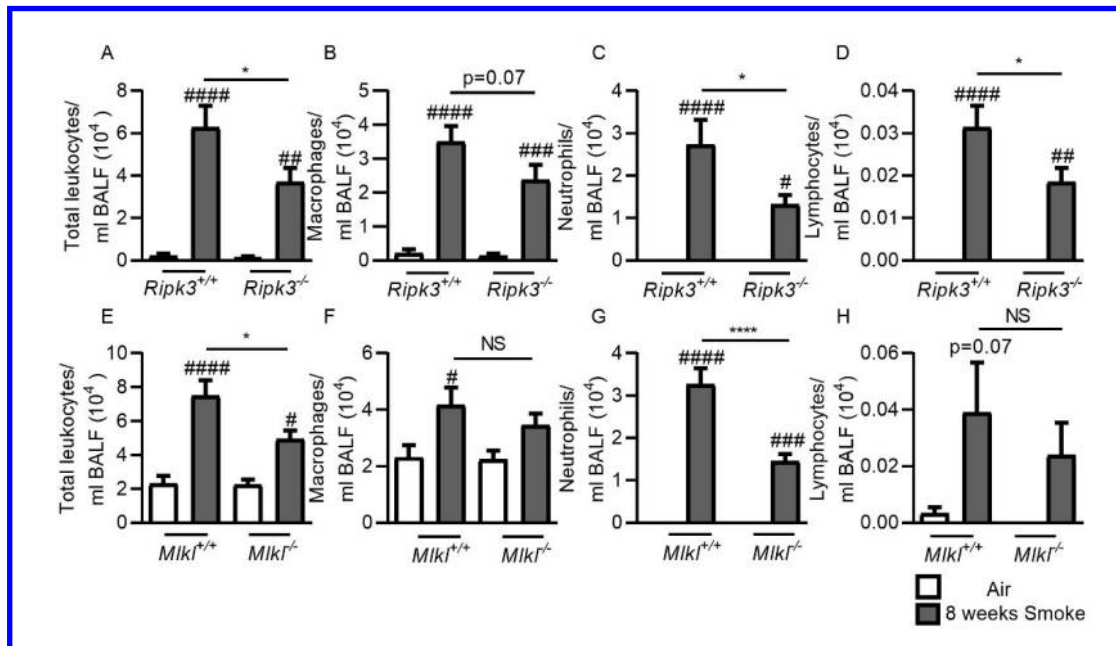 A
Total leukocytes/
ml BALF (10⁴)
8
6
4
2
0
####
*
##
Ripk3+/+
Ripk3-/-
B
Macrophages/
ml BALF (10⁴)
5
4
3
2
1
0
####
p=0.07
###
Ripk3+/+
Ripk3-/-
C
Neutrophils/
ml BALF (10⁴)
4
3
2
1
0
####
*
#
Ripk3+/+
Ripk3-/-
D
Lymphocytes/
ml BALF (10⁴)
0.04
0.03
0.02
0.01
0.00
####
*
##
Ripk3+/+
Ripk3-/-
E
Total leukocytes/
ml BALF (10⁴)
10
8
6
4
2
0
####
*
#
Mlkl+/+
Mlkl-/-
F
Macrophages/
ml BALF (10⁴)
6
4
2
0
#
NS
Mlkl+/+
Mlkl-/-
G
Neutrophils/
ml BALF (10⁴)
4
3
2
1
0
####
****
###
Mlkl+/+
Mlkl-/-
H
Lymphocytes/
ml BALF (10⁴)
0.06
0.04
0.02
0.00
p=0.07
NS
Mlkl+/+
Mlkl-/-
Air
8 weeks Smoke